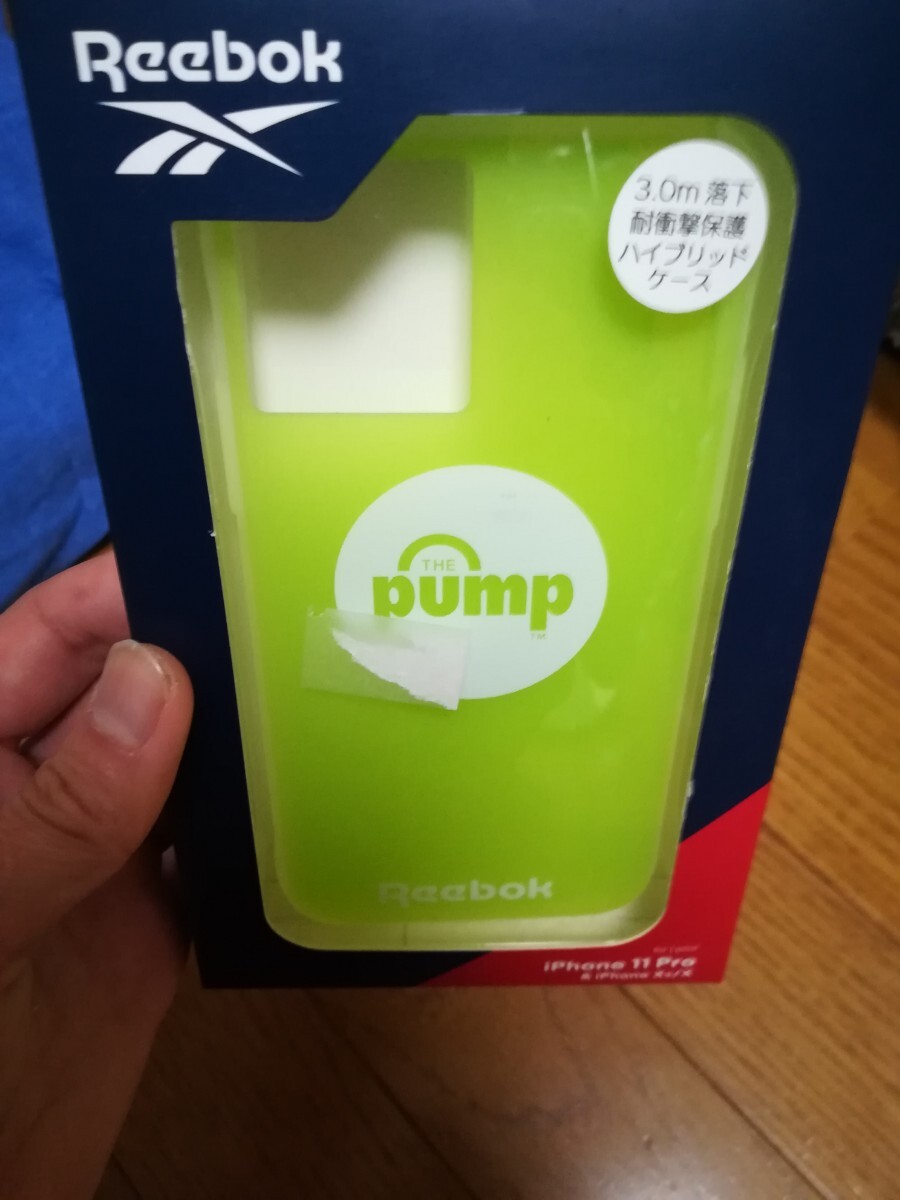 Reebok
3.0m 落下
耐衝撃保護
ハイブリッド
ケース
THE
pump
TM
Reebok
iPhone 11 Pro
& iPhone Xs/X